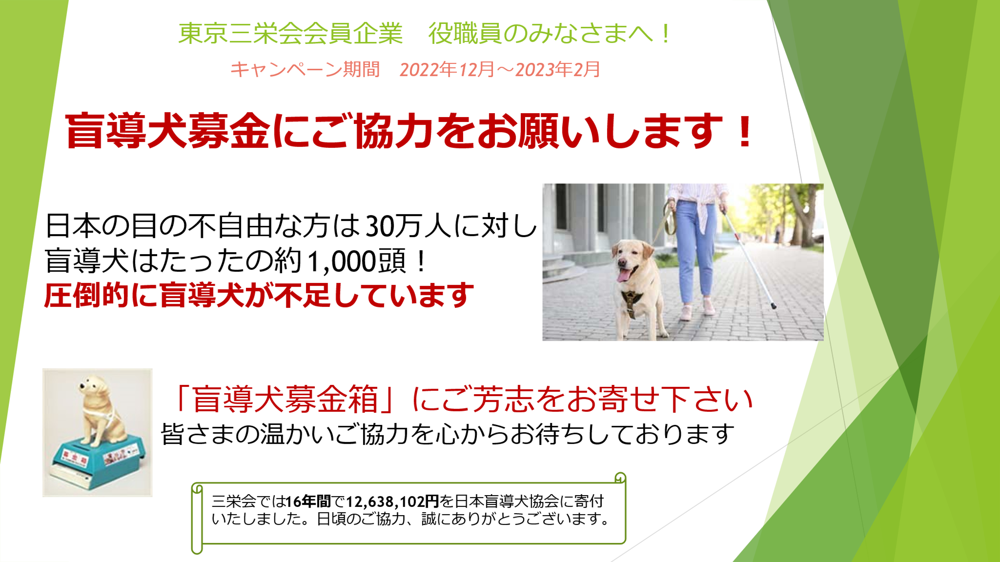 東京三栄会会員企業　役職員のみなさまへ！
キャンペーン期間　2022年12月～2023年2月
盲導犬募金にご協力をお願いします！
日本の目の不自由な方は30万人に対し
盲導犬はたったの約1,000頭！
圧倒的に盲導犬が不足しています
「盲導犬募金箱」にご芳志をお寄せ下さい
皆さまの温かいご協力を心からお待ちしております
募金箱
三栄会では16年間で12,638,102円を日本盲導犬協会に寄付
いたしました。日頃のご協力、誠にありがとうございます。